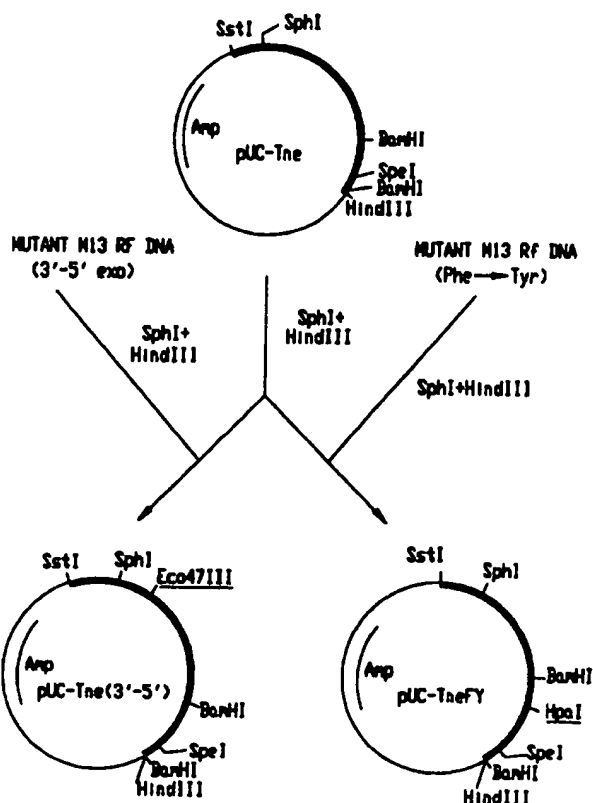 SstI
SphI
Amp
pUC-Tne
BamHI
SpeI
BamHI
HindIII
MUTANT M13 RF DNA
(3'-5' exo)
MUTANT M13 Rf DNA
(Phe→Tyr)
SphI+
HindIII
SphI+
HindIII
SphI+HindIII
SstI
SphI
Eco47III
Amp
pUC-Tne(3'-5')
BamHI
SpeI
BamHI
HindIII
SstI
SphI
Amp
pUC-TneFY
BamHI
HpaI
SpeI
BamHI
HindIII